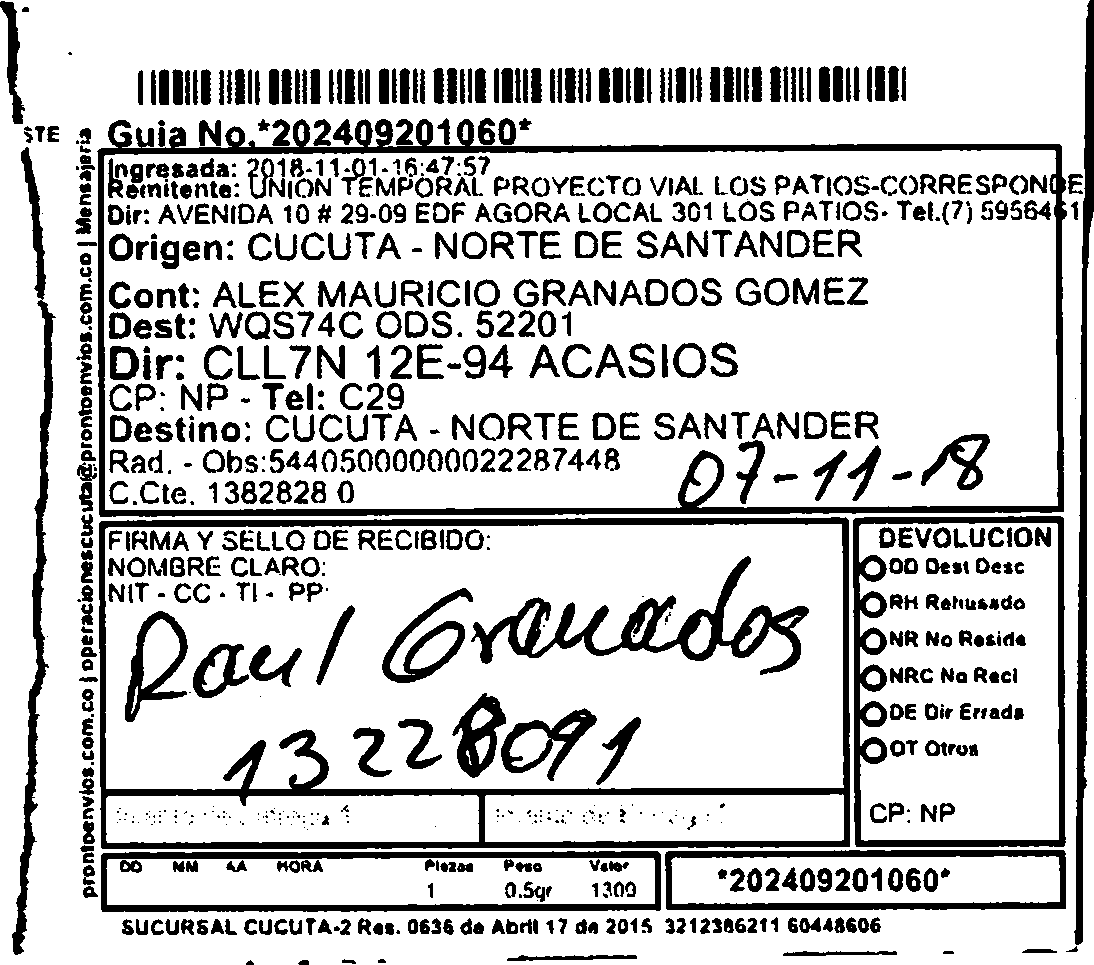 STE
prontoenvios.com.co | operacionescucuta@prontoenvios.com.co | Mensajeria
Guia No.*202409201060*
Ingresada: 2018-11-01-16:47:57
Remitente: UNION TEMPORAL PROYECTO VIAL LOS PATIOS-CORRESPONDE
Dir: AVENIDA 10 # 29-09 EDF AGORA LOCAL 301 LOS PATIOS- Tel.(7) 5956461
Origen: CUCUTA - NORTE DE SANTANDER
Cont: ALEX MAURICIO GRANADOS GOMEZ
Dest: WQS74C ODS. 52201
Dir: CLL7N 12E-94 ACASIOS
CP: NP - Tel: C29
Destino: CUCUTA - NORTE DE SANTANDER
Rad. - Obs:54405000000022287448
C.Cte. 1382828 0
07-11-18
FIRMA Y SELLO DE RECIBIDO:
NOMBRE CLARO:
NIT - CC - TI - PP
Raul Granados
13228091
DEVOLUCION
DD Dest Desc
RH Rehusado
NR No Reside
NRC No Reci
DE Dir Errada
OT Otros
CP: NP
DD MM AA HORA Piezas Peso Valor
1 0.5gr 1300
*202409201060*
SUCURSAL CUCUTA-2 Res. 0636 de Abril 17 de 2015 3212386211 60448606